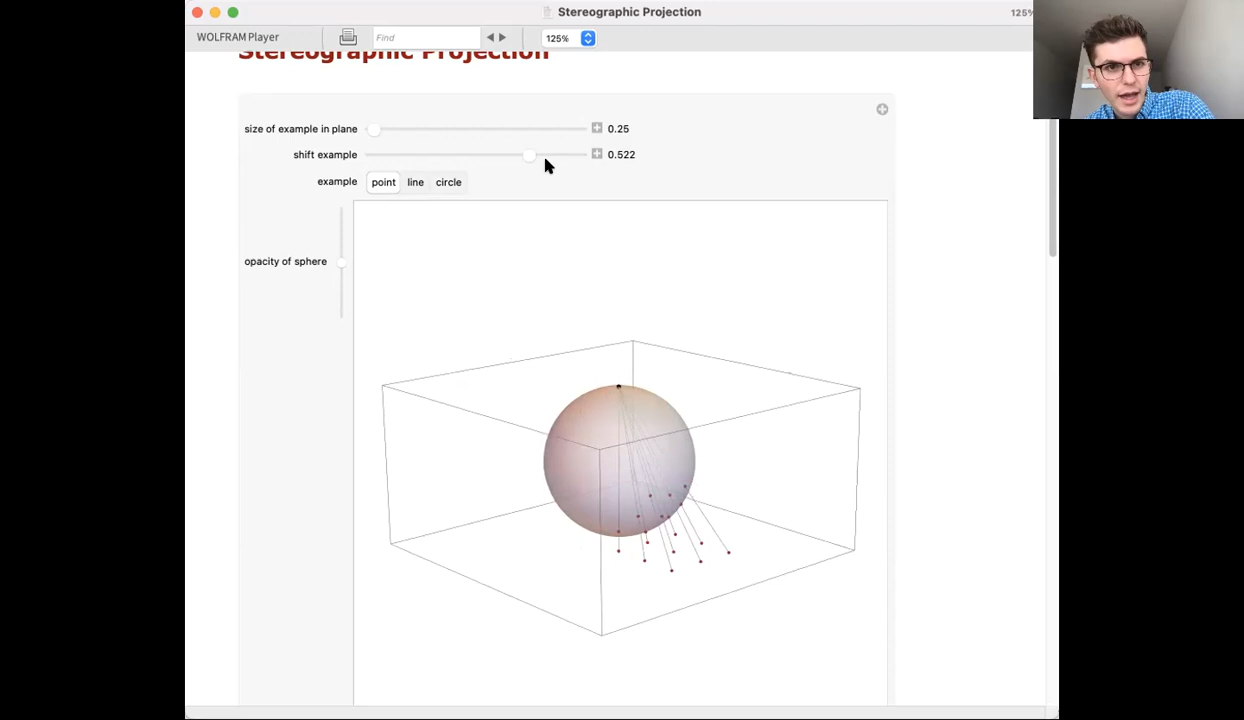 Stereographic Projection
125%
WOLFRAM Player
Find
125%
Stereographic Projection
size of example in plane
0.25
shift example
0.522
example
point
line
circle
opacity of sphere